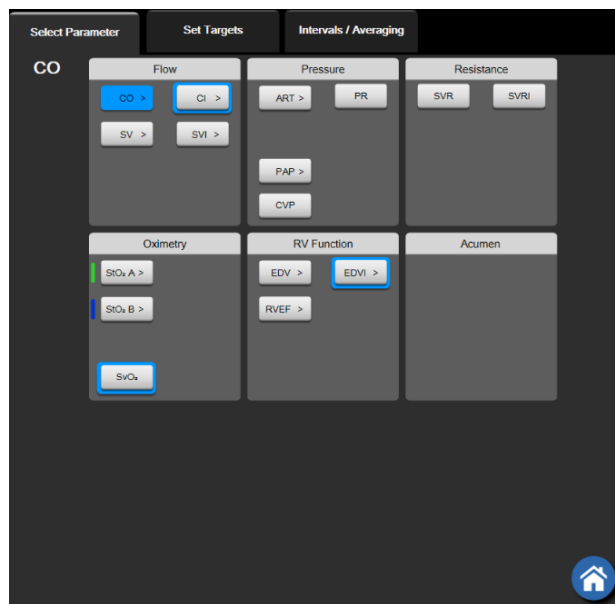 Select Parameter
Set Targets
Intervals / Averaging
CO
Flow
CO >
CI >
SV >
SVI >
Pressure
ART >
PR
PAP >
CVP
Resistance
SVR
SVRI
Oximetry
StO₂ A >
StO₂ B >
SvO₂
RV Function
EDV >
EDVI >
RVEF >
Acumen